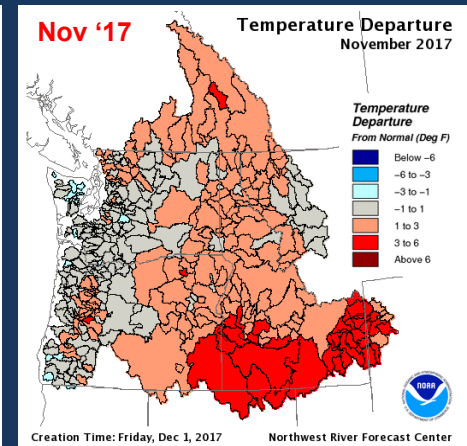 Nov ‘17
Temperature Departure
November 2017
Temperature
Departure
From Normal (Deg F)
Below −6
−6 to −3
−3 to −1
−1 to 1
1 to 3
3 to 6
Above 6
NOAA
Creation Time: Friday, Dec 1, 2017
Northwest River Forecast Center